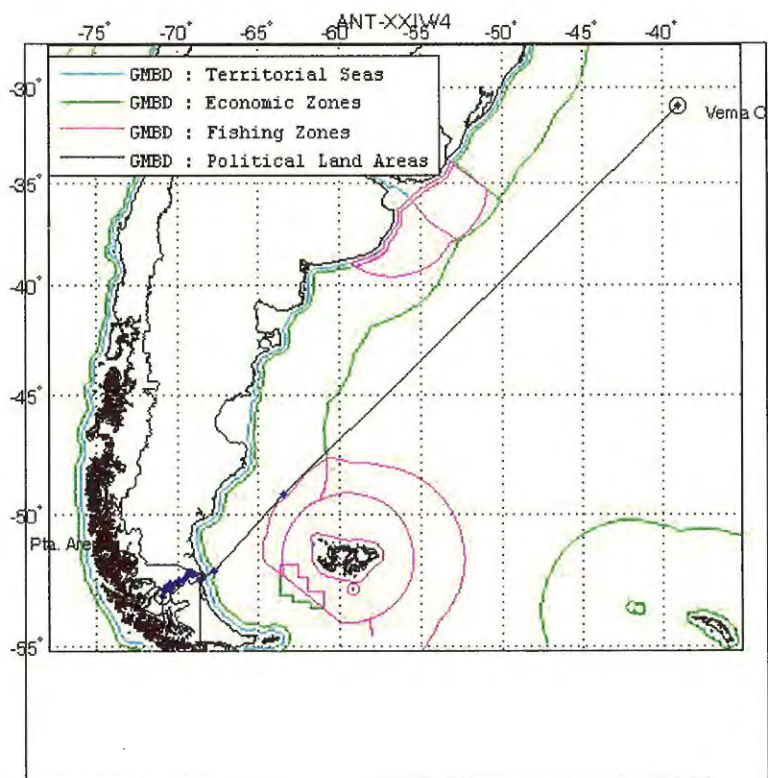 ANT-XXIV/4
-75° -70° -65° -60° -55° -50° -45° -40°
GMBD : Territorial Seas
GMBD : Economic Zones
GMBD : Fishing Zones
GMBD : Political Land Areas
-30°
Vema
-35°
-40°
-45°
-50°
Pta.
-55°